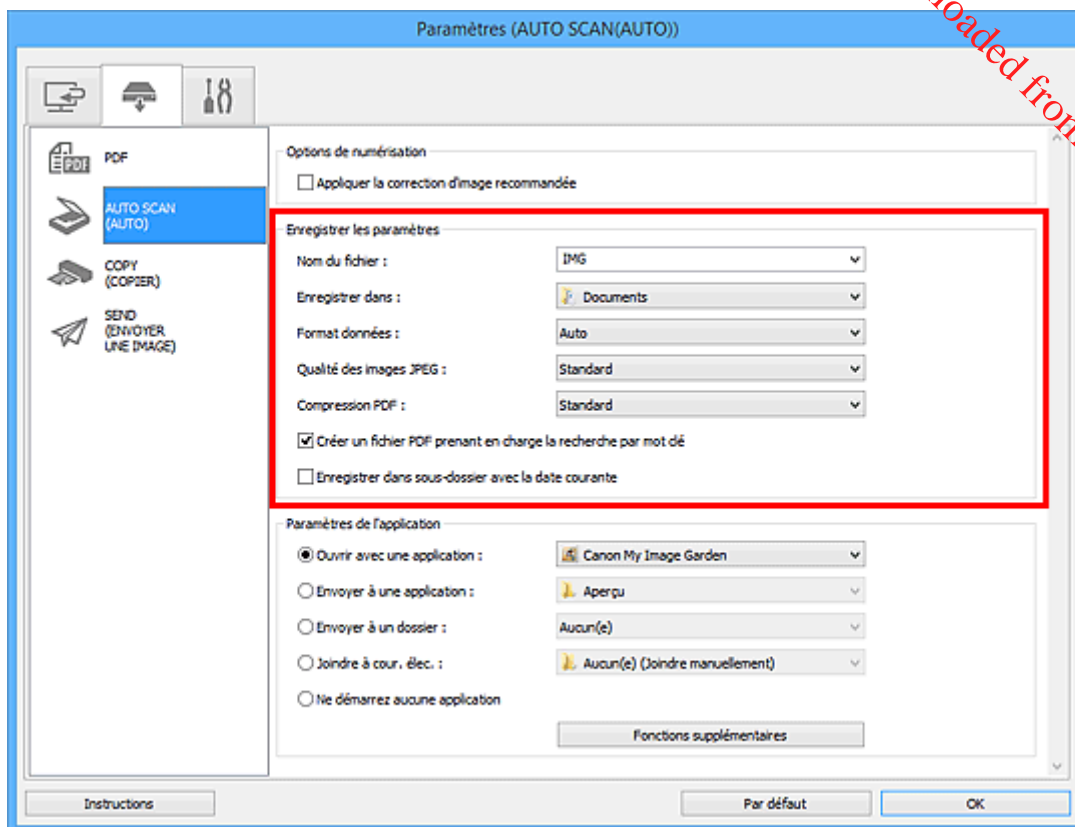 Paramètres (AUTO SCAN(AUTO))
oaded from
PDF
PDF
AUTO SCAN
(AUTO)
COPY
(COPIER)
SEND
(ENVOYER
UNE IMAGE)
Options de numérisation
Appliquer la correction d'image recommandée
Enregistrer les paramètres
Nom du fichier : IMG
Enregistrer dans : Documents
Format données : Auto
Qualité des images JPEG : Standard
Compression PDF : Standard
Créer un fichier PDF prenant en charge la recherche par mot clé
Enregistrer dans sous-dossier avec la date courante
Paramètres de l'application
Ouvrir avec une application : Canon My Image Garden
Envoyer à une application : Aperçu
Envoyer à un dossier : Aucun(e)
Joindre à cour. élec. : Aucun(e) (Joindre manuellement)
Ne démarrez aucune application
Fonctions supplémentaires
Instructions
Par défaut
OK